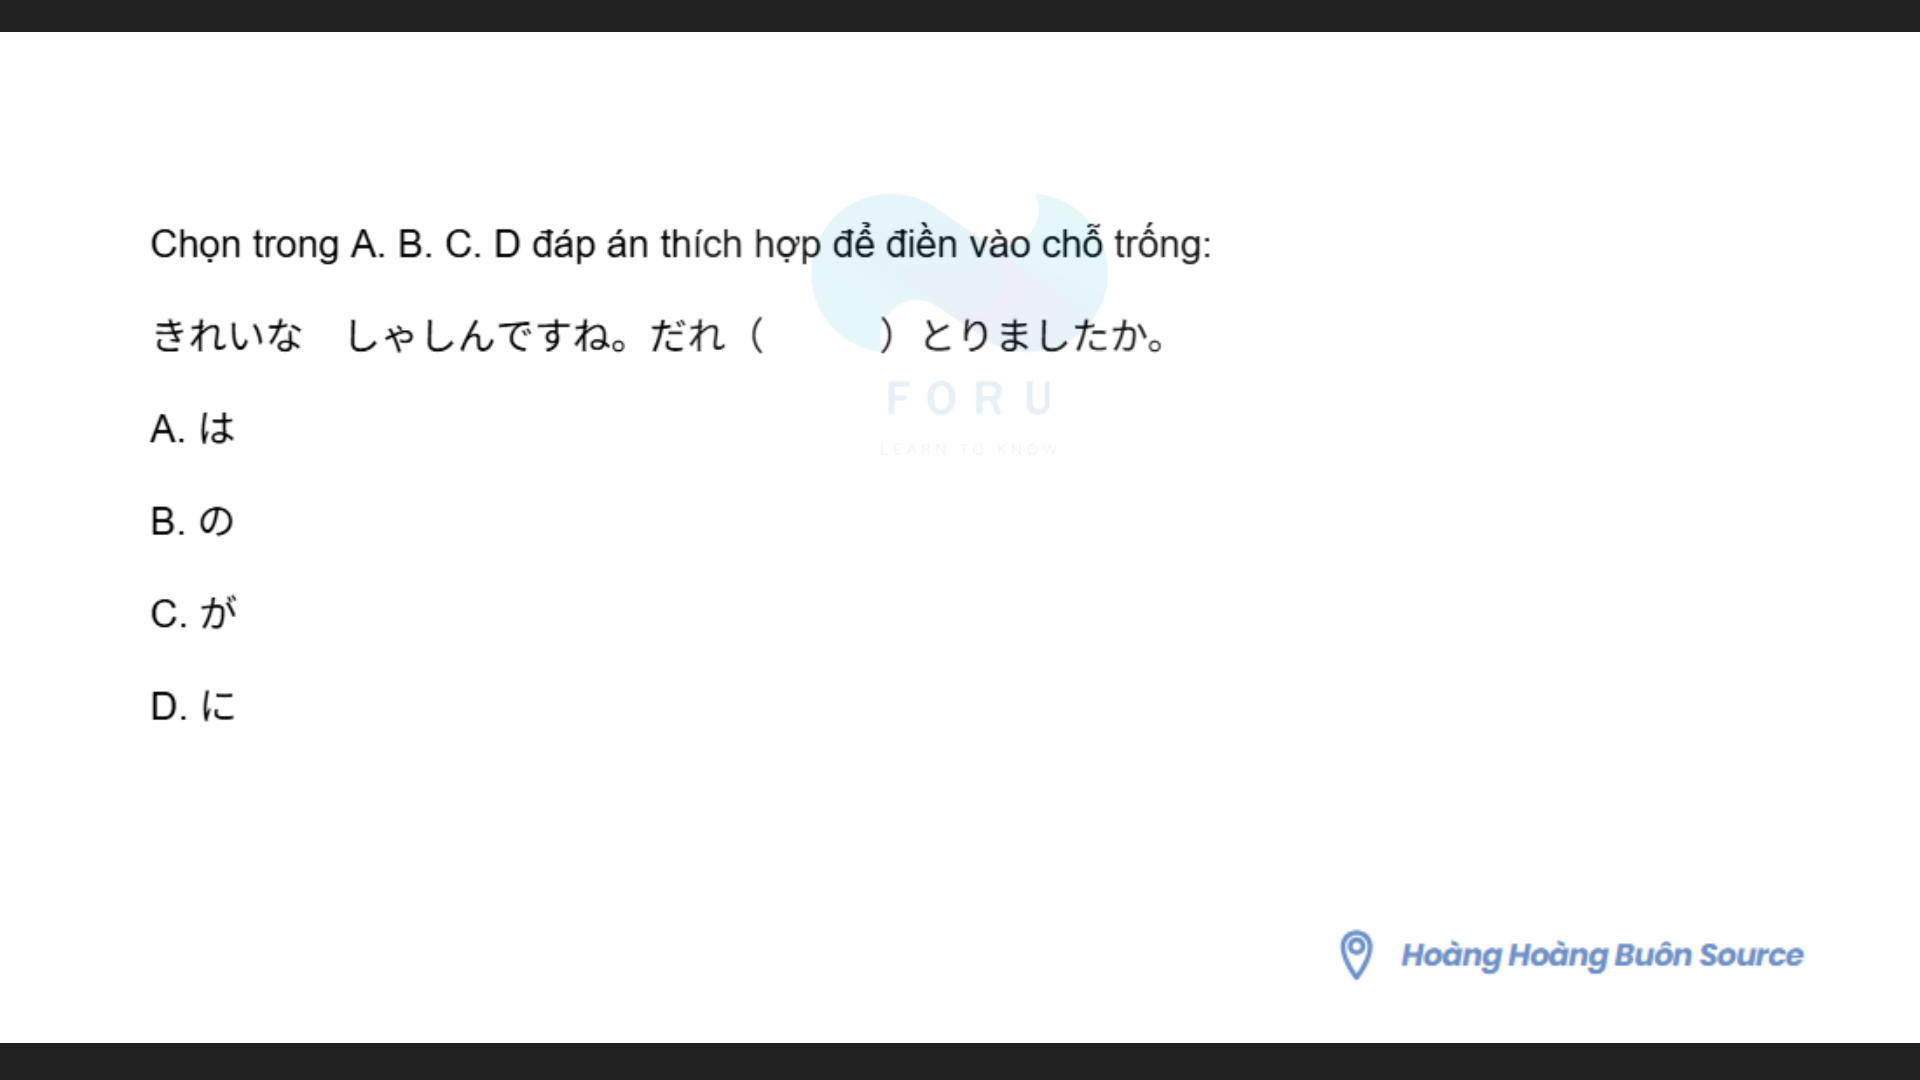 Chọn trong A. B. C. D đáp án thích hợp để điền vào chỗ trống:
きれいな　しゃしんですね。だれ（　　　）とりましたか。
A. は
B. の
C. が
D. に
FORU
LEARN TO KNOW
Hoàng Hoàng Buôn Source